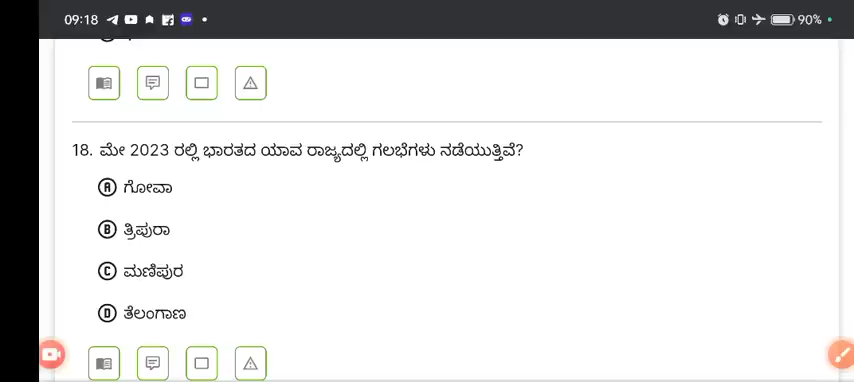 09:18
90%
18. ಮೇ 2023 ರಲ್ಲಿ ಭಾರತದ ಯಾವ ರಾಜ್ಯದಲ್ಲಿ ಗಲಭೆಗಳು ನಡೆಯುತ್ತಿವೆ?
A ಗೋವಾ
B ತ್ರಿಪುರಾ
C ಮಣಿಪುರ
D ತೆಲಂಗಾಣ